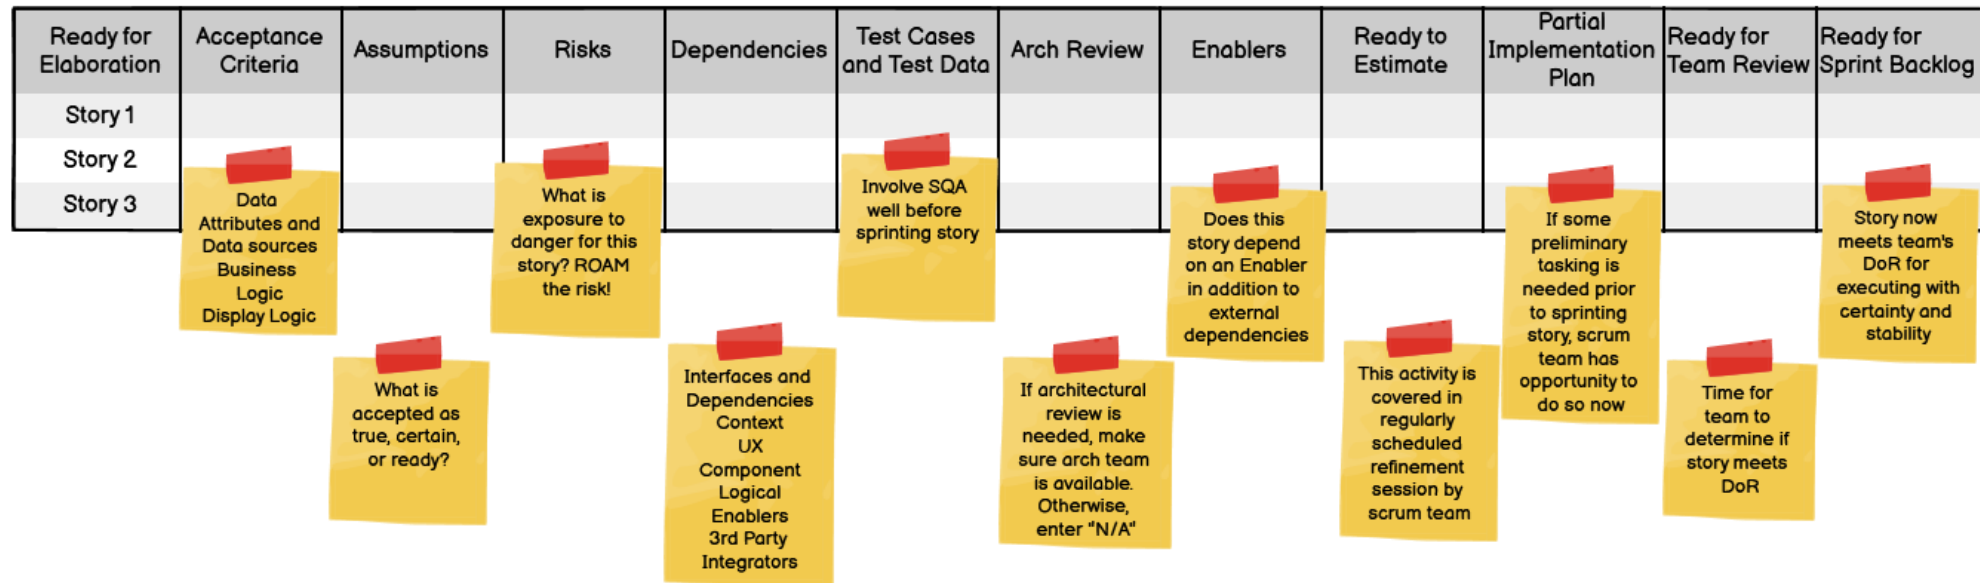 Ready for
Elaboration
Acceptance
Criteria
Assumptions
Risks
Dependencies
Test Cases
and Test Data
Arch Review
Enablers
Ready to
Estimate
Partial
Implementation
Plan
Ready for
Team Review
Ready for
Sprint Backlog
Story 1
Story 2
Story 3
Data
Attributes and
Data sources
Business
Logic
Display Logic
What is
accepted as
true, certain,
or ready?
What is
exposure to
danger for this
story? ROAM
the risk!
Interfaces and
Dependencies
Context
UX
Component
Logical
Enablers
3rd Party
Integrators
Involve SQA
well before
sprinting story
If architectural
review is
needed, make
sure arch team
is available.
Otherwise,
enter "N/A"
Does this
story depend
on an Enabler
in addition to
external
dependencies
This activity is
covered in
regularly
scheduled
refinement
session by
scrum team
If some
preliminary
tasking is
needed prior
to sprinting
story, scrum
team has
opportunity to
do so now
Time for
team to
determine if
story meets
DoR
Story now
meets team's
DoR for
executing with
certainty and
stability